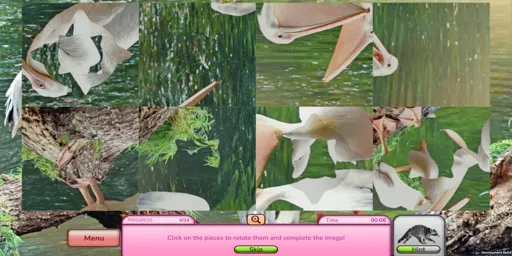 PROGRESS: 0/24
Time 00:06
Click on the pieces to rotate them and complete the image!
Menu
Skip
Hint
Development Build